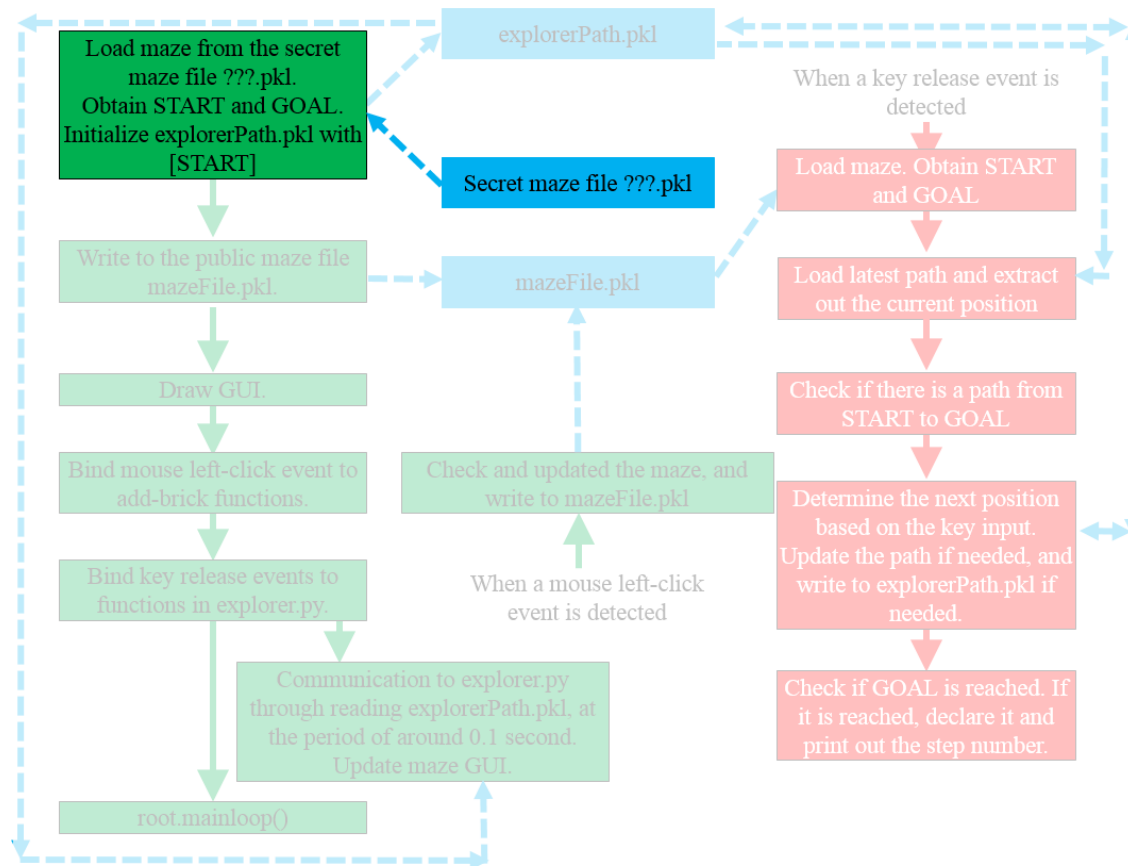 Load maze from the secret
maze file ???.pkl.
Obtain START and GOAL.
Initialize explorerPath.pkl with
[START]
Write to the public maze file
mazeFile.pkl.
Draw GUI.
Bind mouse left-click event to
add-brick functions.
Bind key release events to
functions in explorer.py.
Communication to explorer.py
through reading explorerPath.pkl, at
the period of around 0.1 second.
Update maze GUI.
root.mainloop()
explorerPath.pkl
Secret maze file ???.pkl
mazeFile.pkl
Check and updated the maze, and
write to mazeFile.pkl
When a mouse left-click
event is detected
When a key release event is
detected
Load maze. Obtain START
and GOAL
Load latest path and extract
out the current position
Check if there is a path from
START to GOAL
Determine the next position
based on the key input.
Update the path if needed, and
write to explorerPath.pkl if
needed.
Check if GOAL is reached. If
it is reached, declare it and
print out the step number.